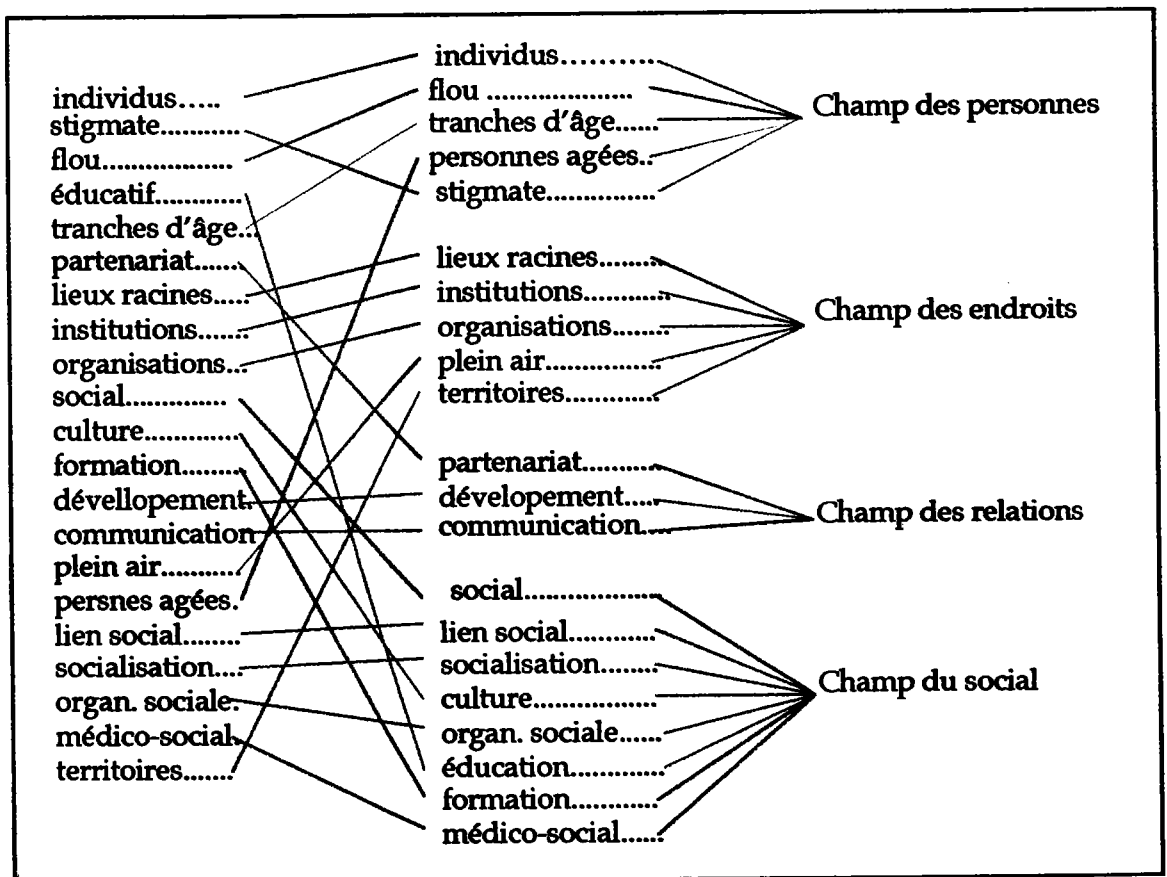 individus.....
stigmate...........
flou..................
éducatif............
tranches d'âge...
partenariat.......
lieux racines.....
institutions.......
organisations...
social...............
culture.............
formation........
dévellopement.
communication
plein air...........
persnes agées.
lien social........
socialisation....
organ. sociale.
médico-social.
territoires.......
individus...........
flou .....................
tranches d'âge......
personnes agées..
stigmate...............
lieux racines........
institutions............
organisations........
plein air................
territoires.............
partenariat..........
dévelopement.....
communication....
social....................
lien social............
socialisation........
culture.................
organ. sociale......
éducation.............
formation............
médico-social......
Champ des personnes
Champ des endroits
Champ des relations
Champ du social